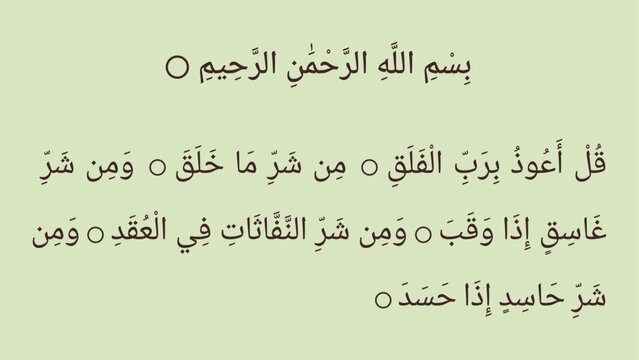 بِسْمِ اللَّهِ الرَّحْمَٰنِ الرَّحِيمِ ○
قُلْ أَعُوذُ بِرَبِّ الْفَلَقِ ○ مِن شَرِّ مَا خَلَقَ ○ وَمِن شَرِّ
غَاسِقٍ إِذَا وَقَبَ ○ وَمِن شَرِّ النَّفَّاثَاتِ فِي الْعُقَدِ ○ وَمِن
شَرِّ حَاسِدٍ إِذَا حَسَدَ ○